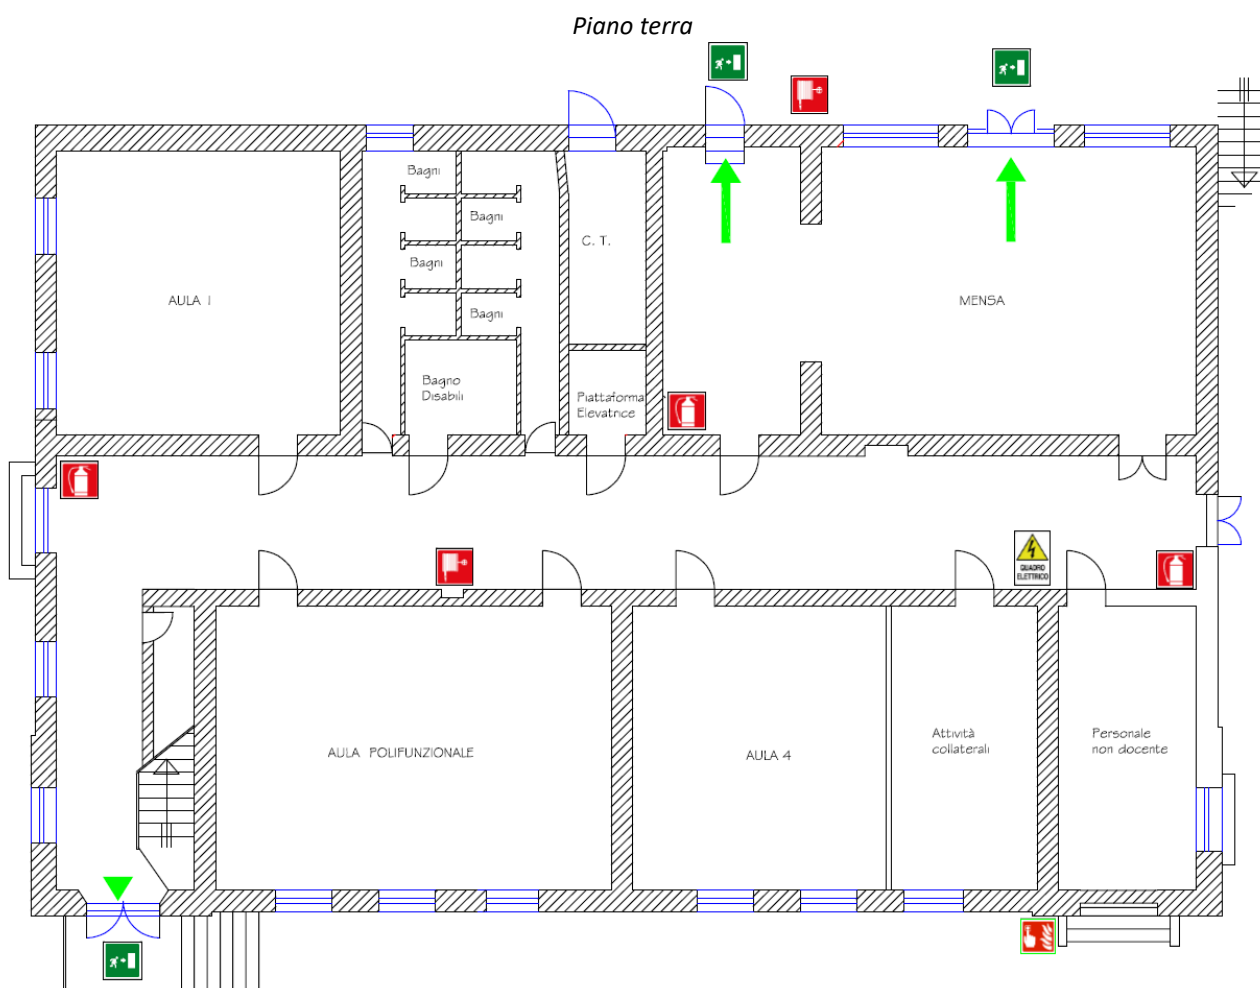 Piano terra
Bagni
Bagni
C. T.
Bagni
AULA 1
MENSA
Bagni
Bagno
Disabili
Piattaforma
Elevatrice
QUADRO
ELETTRICO
AULA POLIFUNZIONALE
AULA 4
Attività
collaterali
Personale
non docente